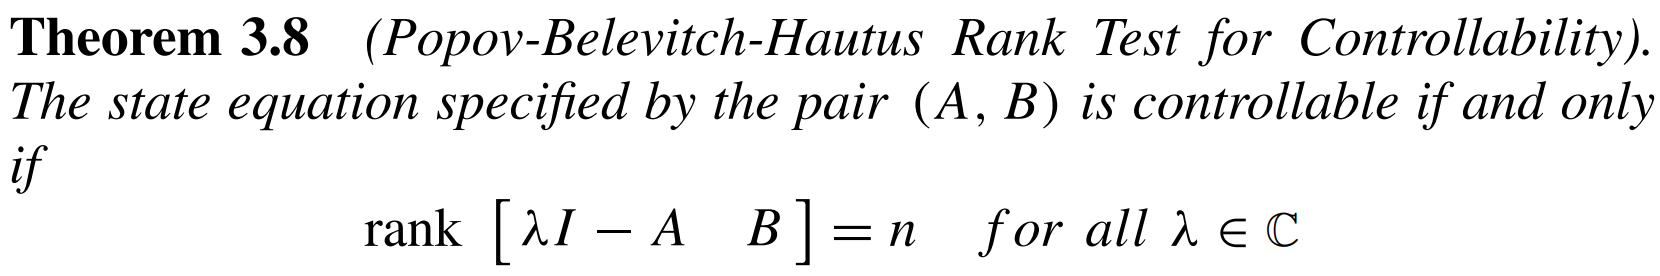 Theorem 3.8 (Popov-Belevitch-Hautus Rank Test for Controllability).
The state equation specified by the pair (A, B) is controllable if and only
if
rank [ λI − A B ] = n for all λ ∈ ℂ